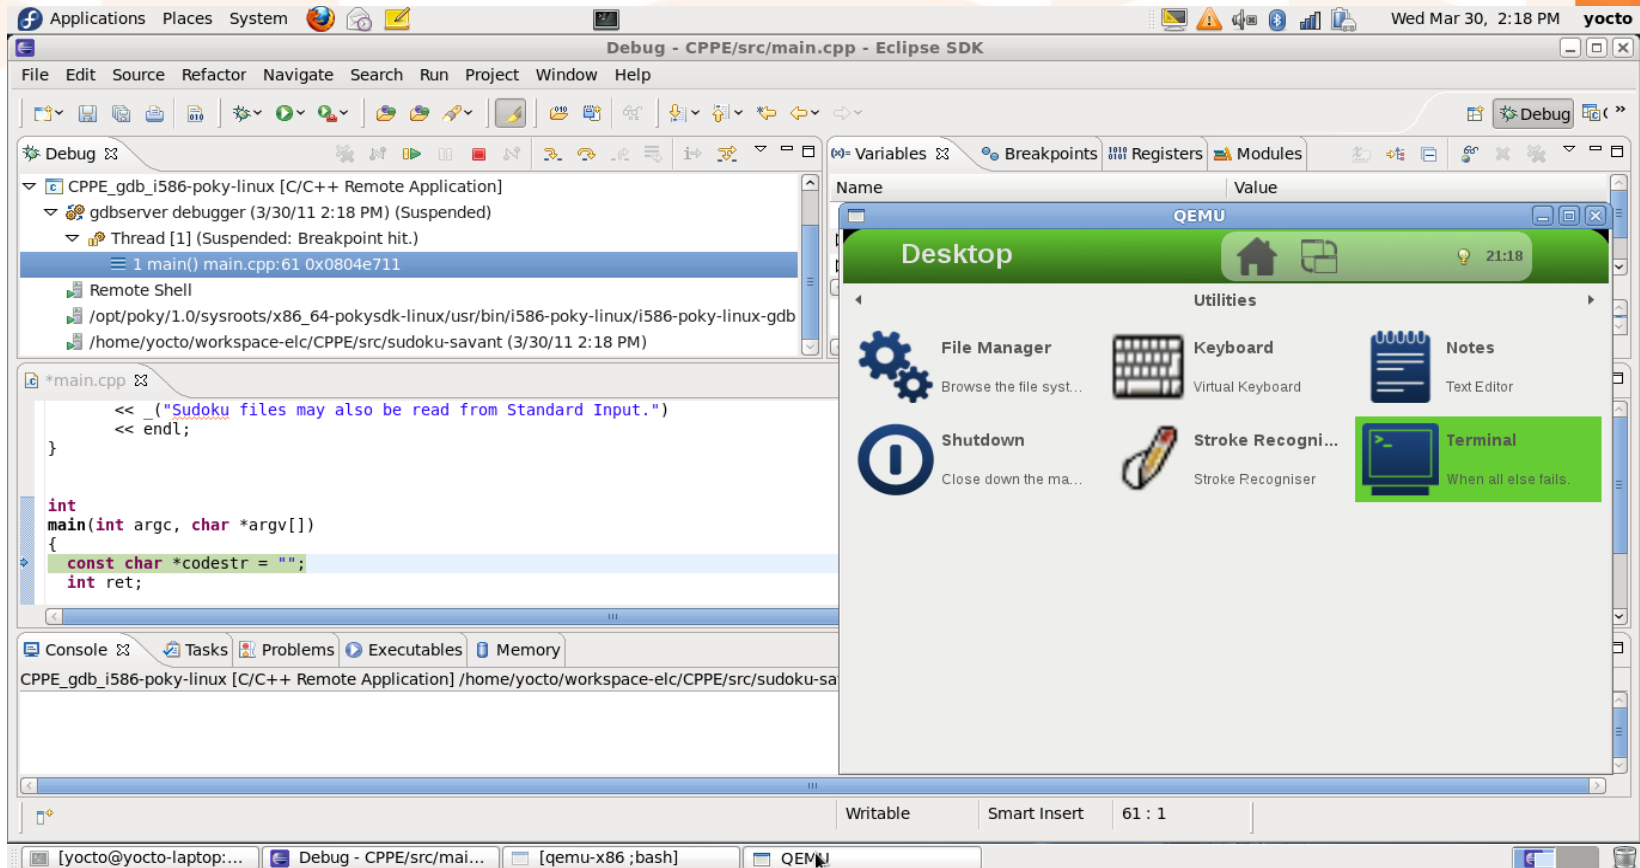 Applications Places System Wed Mar 30, 2:18 PM yocto
Debug - CPPE/src/main.cpp - Eclipse SDK
File Edit Source Refactor Navigate Search Run Project Window Help
Debug
Debug
Variables Breakpoints Registers Modules
CPPE_gdb_i586-poky-linux [C/C++ Remote Application]
gdbserver debugger (3/30/11 2:18 PM) (Suspended)
Thread [1] (Suspended: Breakpoint hit.)
1 main() main.cpp:61 0x0804e711
Remote Shell
/opt/poky/1.0/sysroots/x86_64-pokysdk-linux/usr/bin/i586-poky-linux/i586-poky-linux-gdb
/home/yocto/workspace-elc/CPPE/src/sudoku-savant (3/30/11 2:18 PM)
Name Value
QEMU
Desktop 21:18
Utilities
File Manager
Browse the file syst...
Keyboard
Virtual Keyboard
Notes
Text Editor
Shutdown
Close down the ma...
Stroke Recogni...
Stroke Recogniser
Terminal
When all else fails.
*main.cpp
<< _("Sudoku files may also be read from Standard Input.")
<< endl;
}
int
main(int argc, char *argv[])
{
const char *codestr = "";
int ret;
Console Tasks Problems Executables Memory
CPPE_gdb_i586-poky-linux [C/C++ Remote Application] /home/yocto/workspace-elc/CPPE/src/sudoku-sa
Writable Smart Insert 61 : 1
[yocto@yocto-laptop:... Debug - CPPE/src/mai... [qemu-x86 ;bash] QEMU